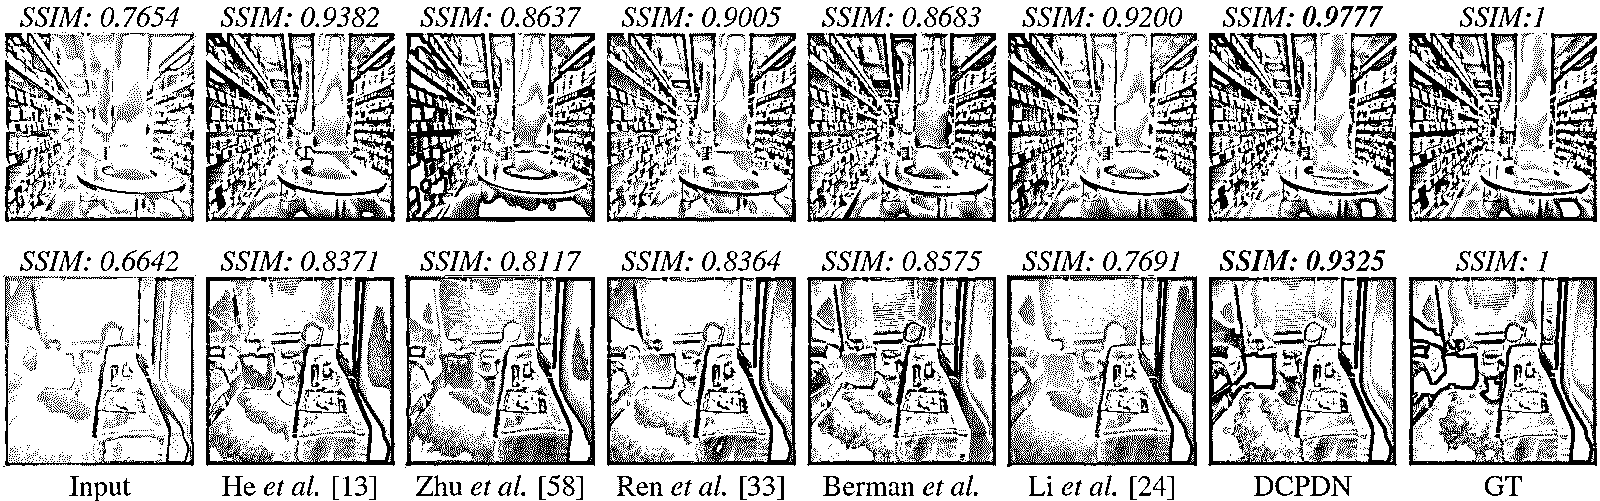 SSIM: 0.7654 SSIM: 0.9382 SSIM: 0.8637 SSIM: 0.9005 SSIM: 0.8683 SSIM: 0.9200 SSIM: 0.9777 SSIM:1
SSIM: 0.6642 SSIM: 0.8371 SSIM: 0.8117 SSIM: 0.8364 SSIM: 0.8575 SSIM: 0.7691 SSIM: 0.9325 SSIM: 1
Input He et al. [13] Zhu et al. [58] Ren et al. [33] Berman et al. Li et al. [24] DCPDN GT